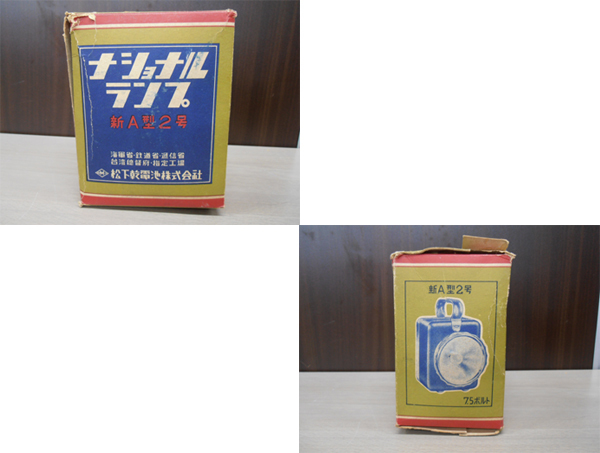 ナショナル
ランプ
新A型2号
海軍省・鉄道省・逓信省
台湾総督府・指定工場
松下乾電池株式会社
新A型2号
7.5ボルト